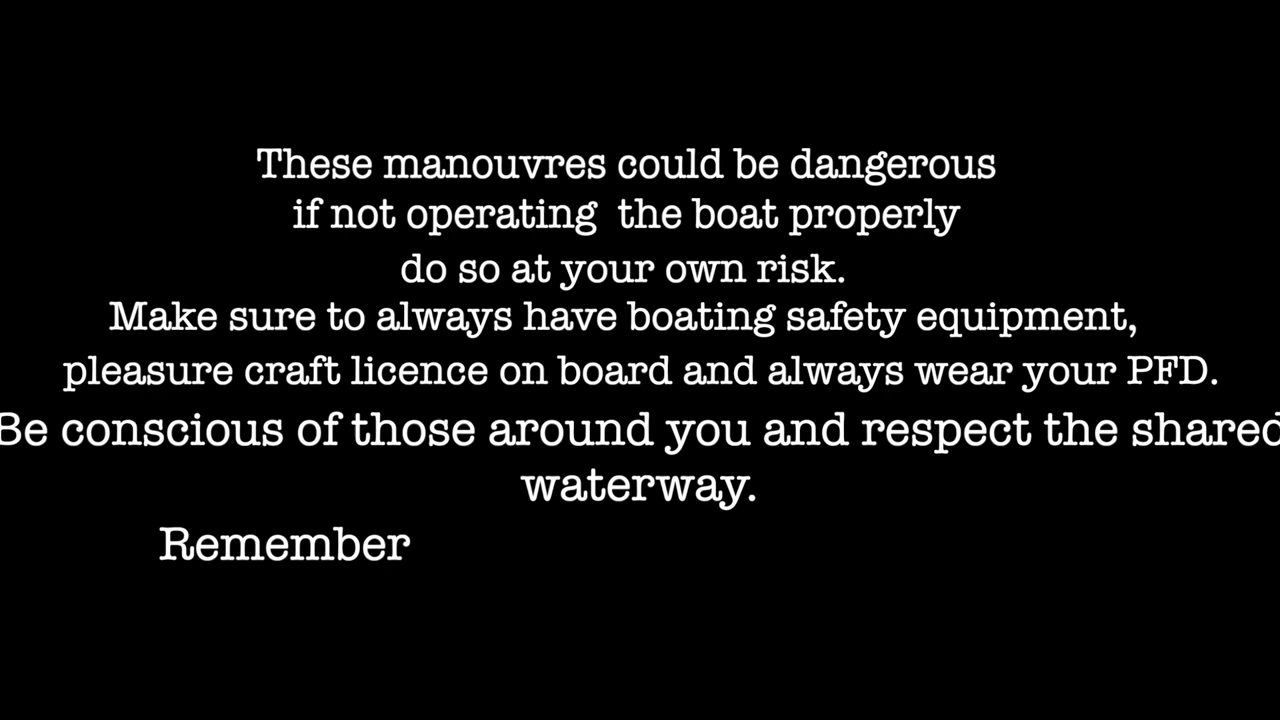 These manouvres could be dangerous
if not operating  the boat properly
do so at your own risk.
Make sure to always have boating safety equipment,
pleasure craft licence on board and always wear your PFD.
Be conscious of those around you and respect the shared
waterway.
Remember